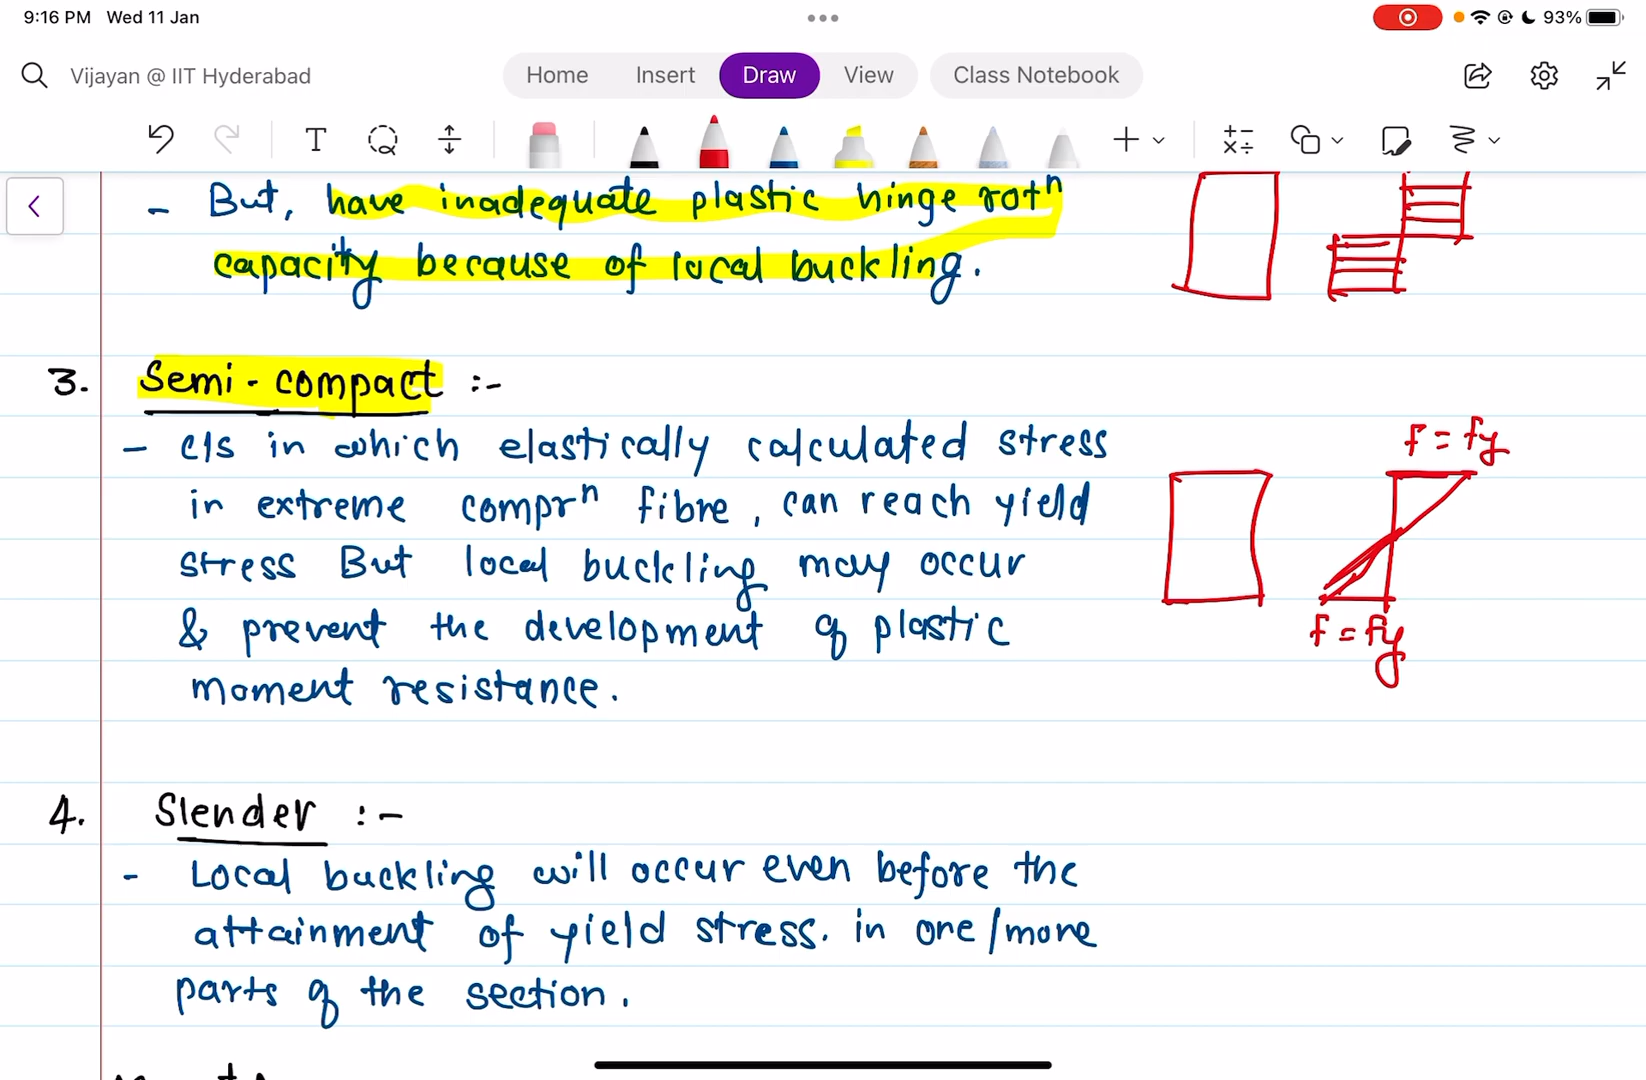 9:16 PM Wed 11 Jan
93%
Vijayan @ IIT Hyderabad
Home Insert Draw View Class Notebook
- But, have inadequate plastic hinge rotⁿ
capacity because of local buckling.
3. Semi-compact :-
- c/s in which elastically calculated stress
in extreme comprⁿ fibre, can reach yield
stress But local buckling may occur
& prevent the development of plastic
moment resistance.
f = fy
f = fy
4. Slender :-
- Local buckling will occur even before the
attainment of yield stress. in one/more
parts of the section.